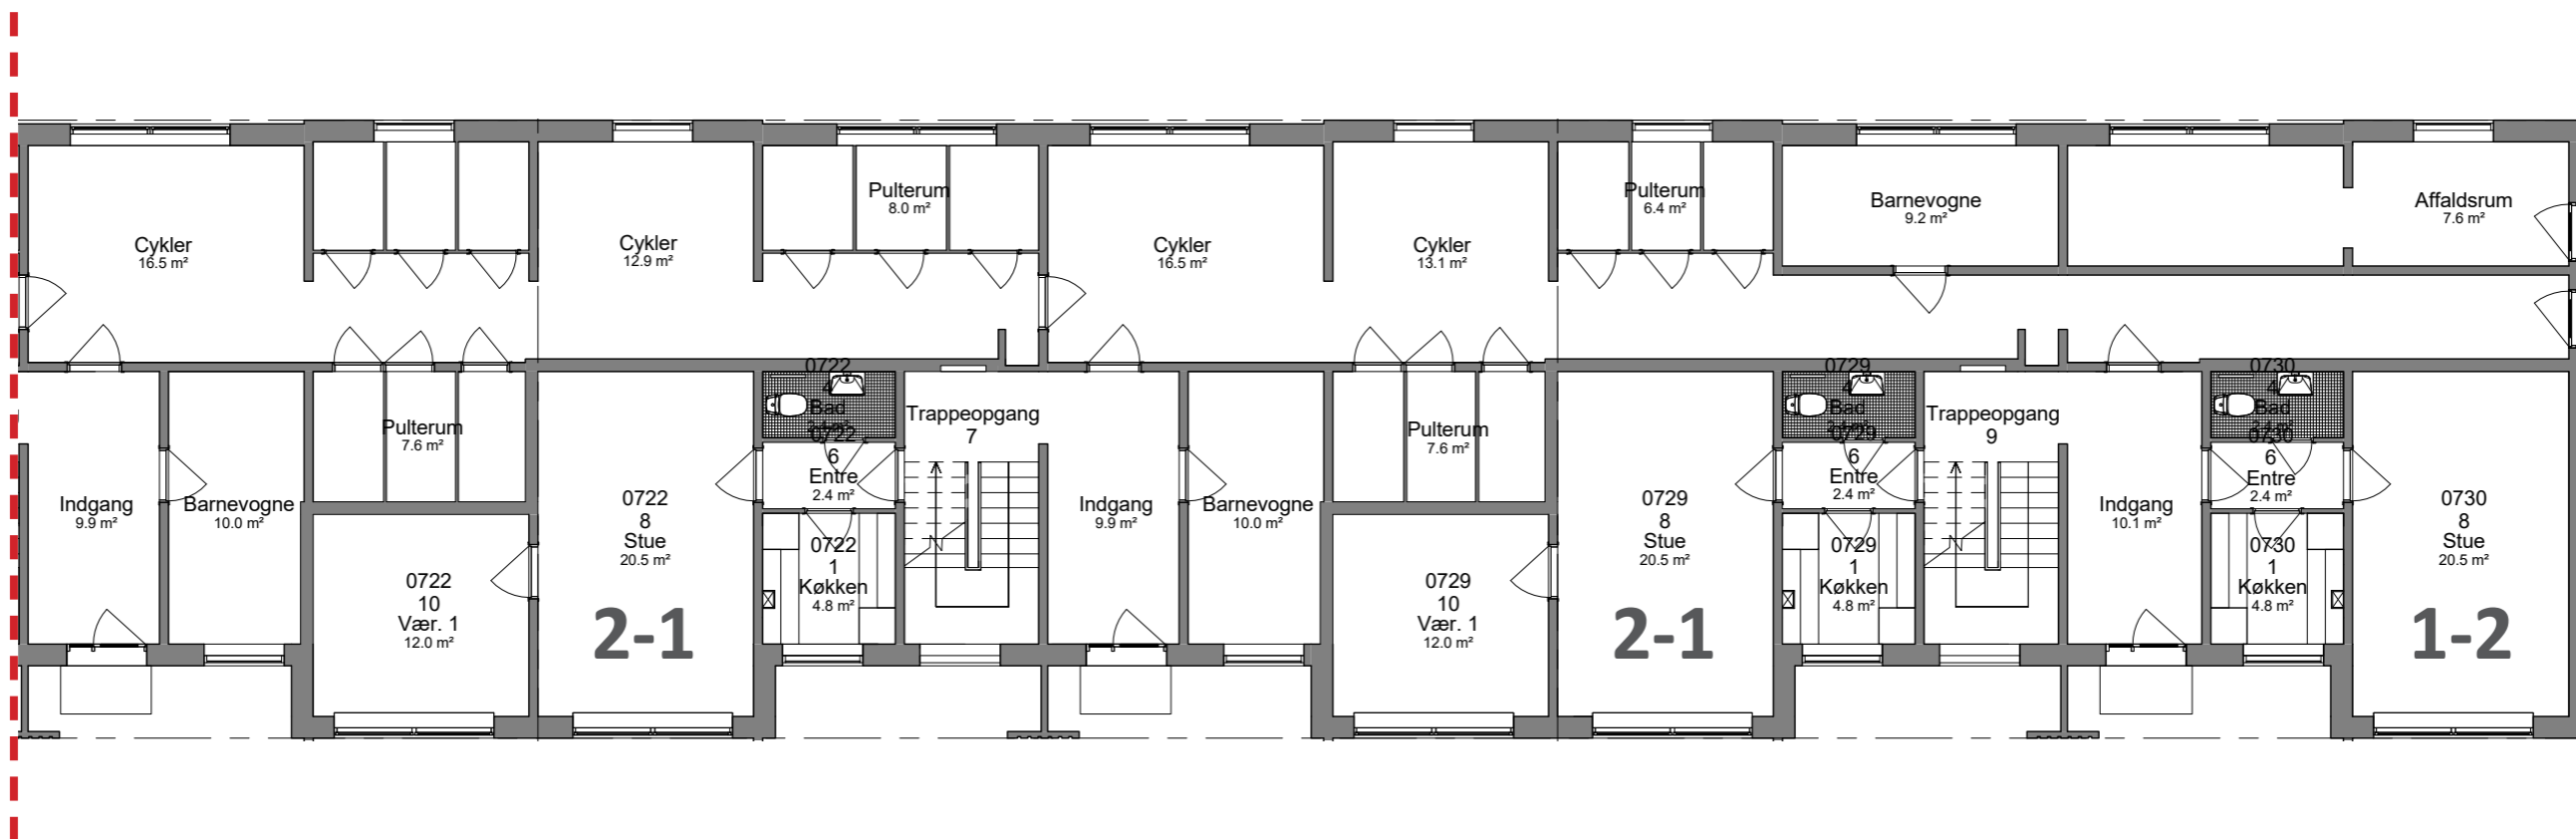 Cykler
16.5 m²
Cykler
12.9 m²
Pulterum
8.0 m²
Cykler
16.5 m²
Cykler
13.1 m²
Pulterum
6.4 m²
Barnevogne
9.2 m²
Affaldsrum
7.6 m²
Indgang
9.9 m²
Barnevogne
10.0 m²
Pulterum
7.6 m²
0722
10
Vær. 1
12.0 m²
0722
8
Stue
20.5 m²
2-1
0722
4
Bad
0722
6
Entre
2.4 m²
0722
1
Køkken
4.8 m²
Trappeopgang
7
Indgang
9.9 m²
Barnevogne
10.0 m²
Pulterum
7.6 m²
0729
10
Vær. 1
12.0 m²
0729
8
Stue
20.5 m²
2-1
0729
4
Bad
0729
6
Entre
2.4 m²
0729
1
Køkken
4.8 m²
Trappeopgang
9
Indgang
10.1 m²
0730
4
Bad
0730
6
Entre
2.4 m²
0730
1
Køkken
4.8 m²
0730
8
Stue
20.5 m²
1-2